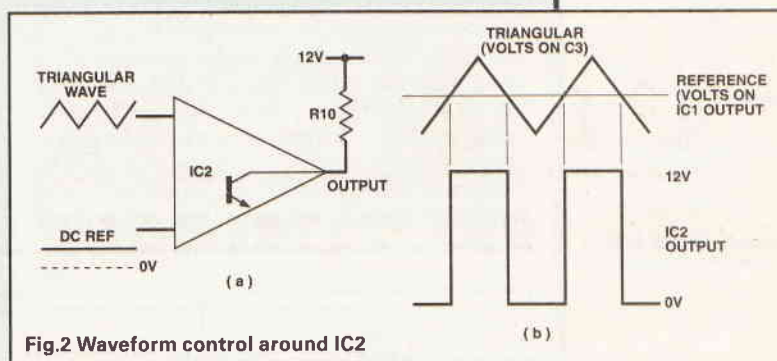 TRIANGULAR
WAVE
12V
R10
IC2
OUTPUT
DC REF
0V
( a )
TRIANGULAR
(VOLTS ON C3)
REFERENCE
(VOLTS ON
IC1 OUTPUT
12V
IC2
OUTPUT
0V
( b )
Fig.2 Waveform control around IC2